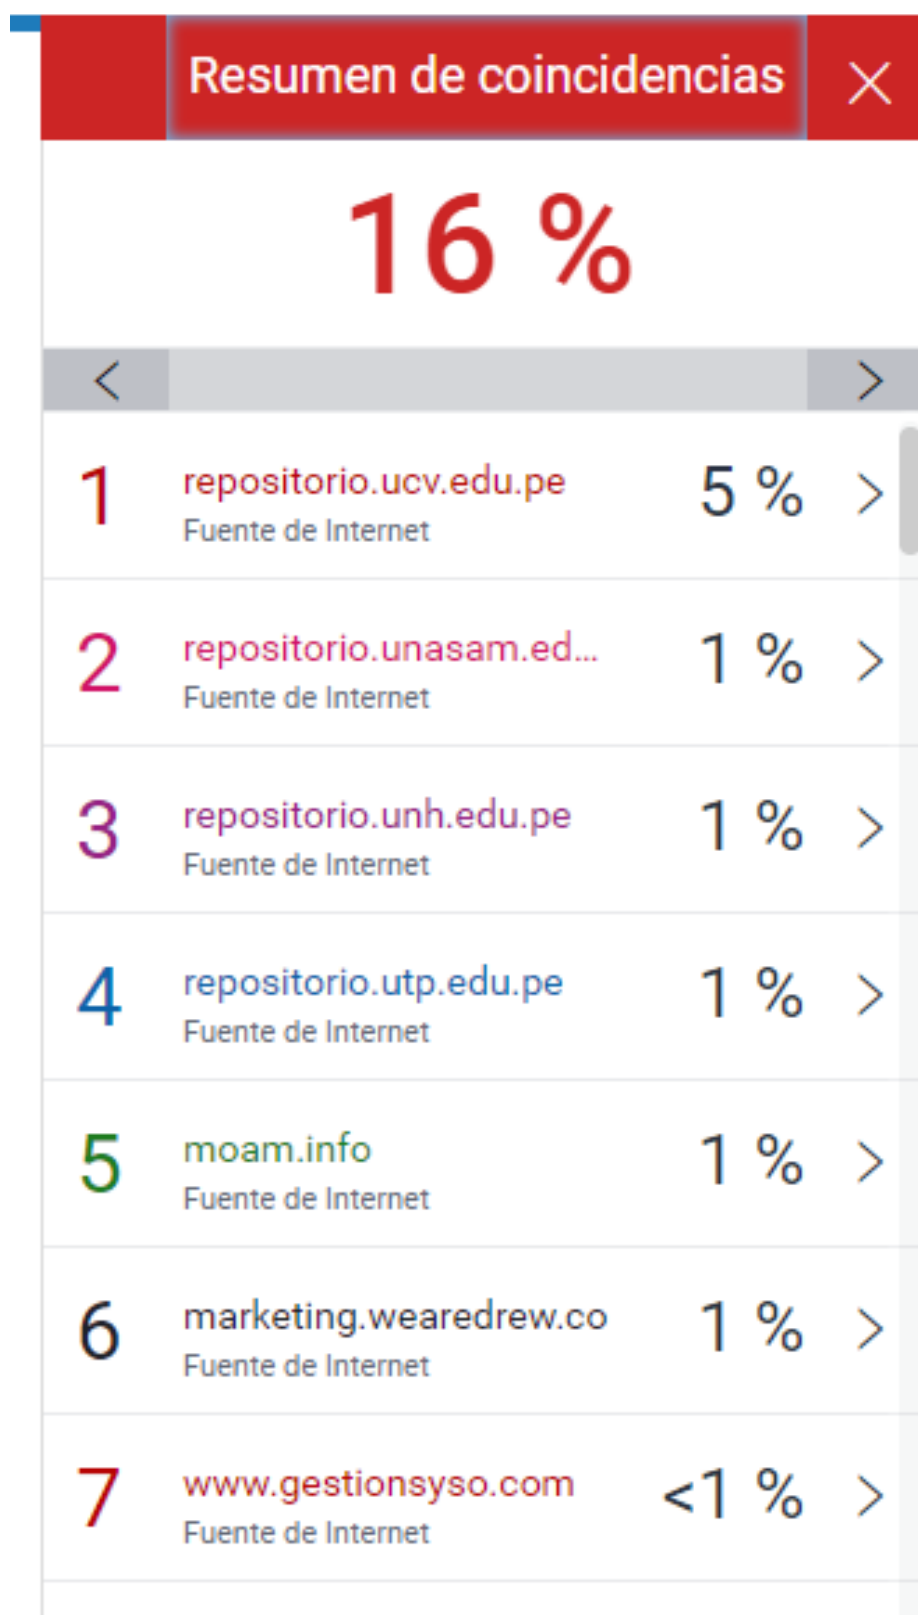 Resumen de coincidencias
16 %
1 repositorio.ucv.edu.pe 5 %
Fuente de Internet
2 repositorio.unasam.ed... 1 %
Fuente de Internet
3 repositorio.unh.edu.pe 1 %
Fuente de Internet
4 repositorio.utp.edu.pe 1 %
Fuente de Internet
5 moam.info 1 %
Fuente de Internet
6 marketing.wearedrew.co 1 %
Fuente de Internet
7 www.gestionsyso.com <1 %
Fuente de Internet